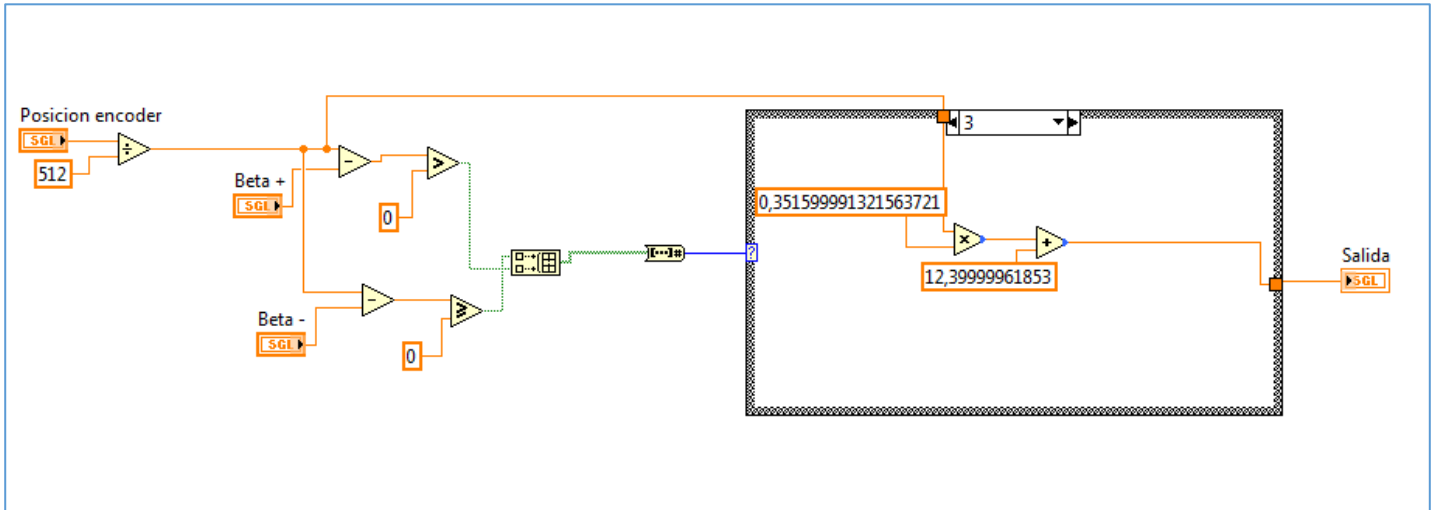 Posicion encoder
SGL
512
Beta +
SGL
0
Beta -
SGL
0
3
0,351599991321563721
12,39999961853
?
Salida
SGL